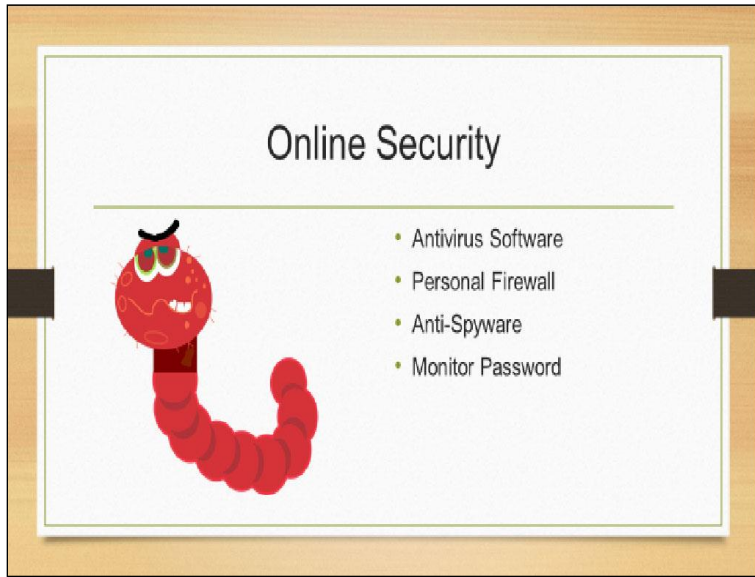 Online Security
• Antivirus Software
• Personal Firewall
• Anti-Spyware
• Monitor Password